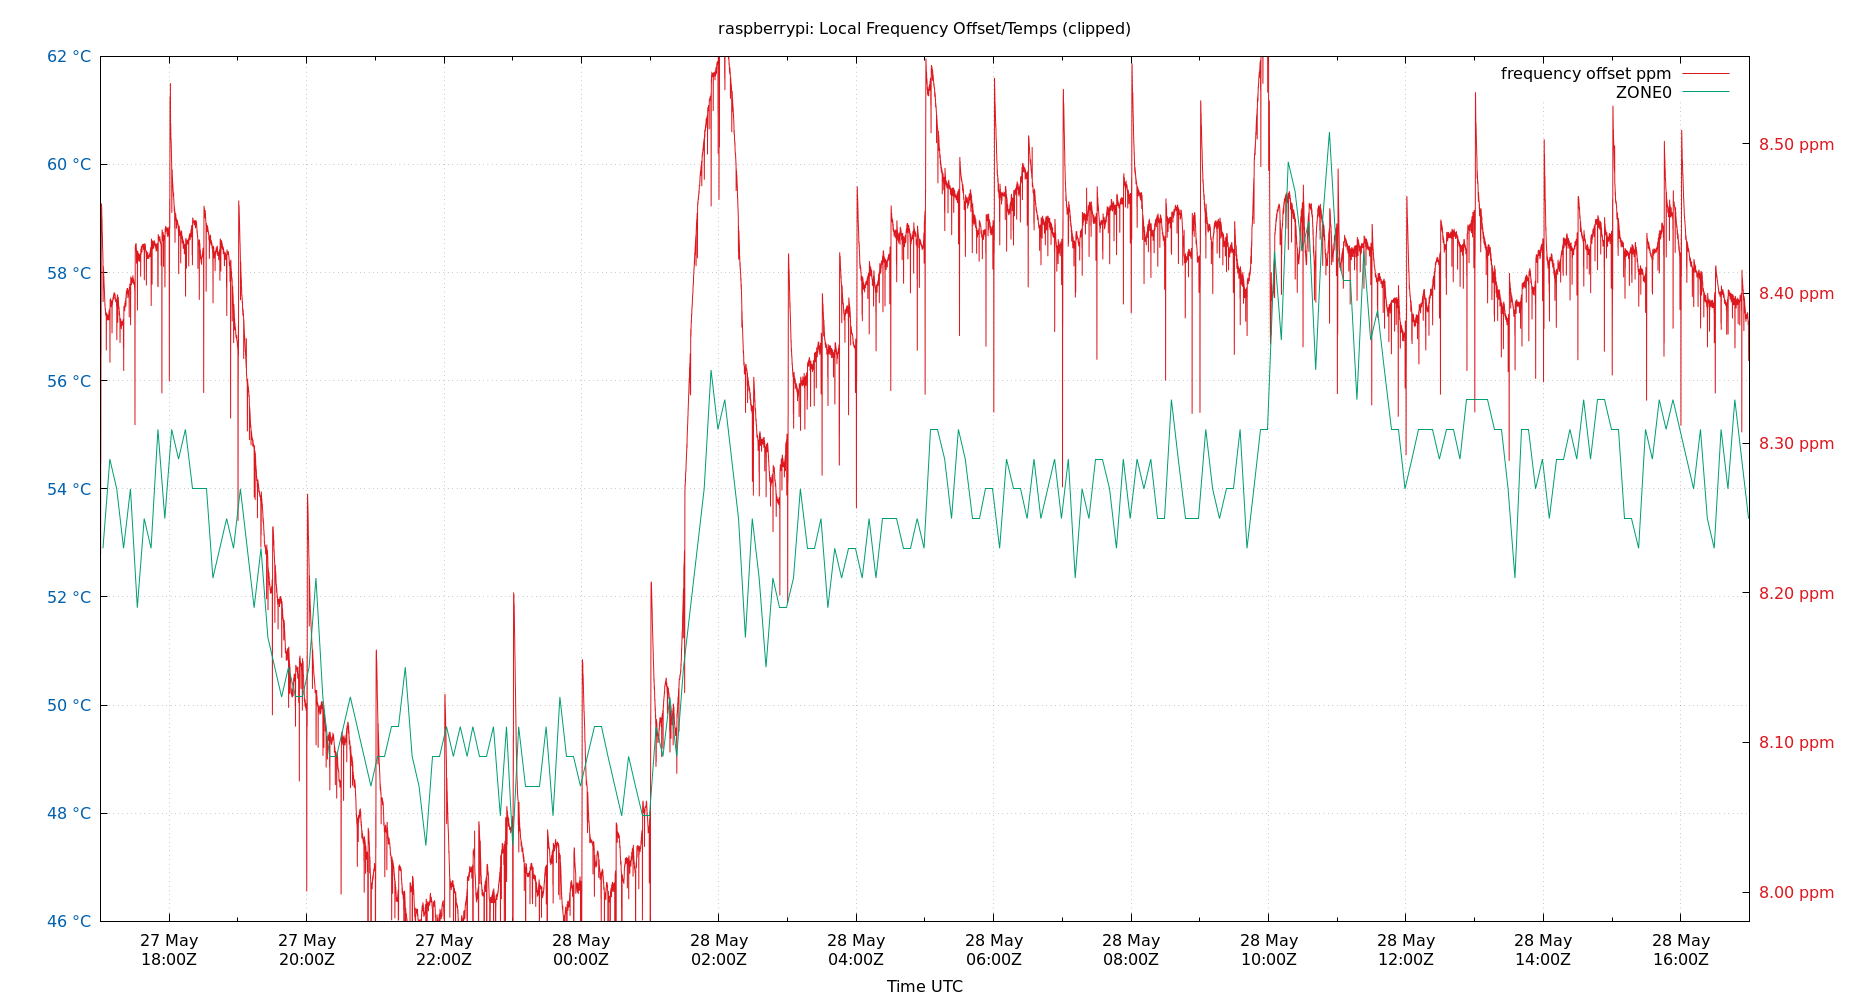 raspberrypi: Local Frequency Offset/Temps (clipped)
62 °C
60 °C
58 °C
56 °C
54 °C
52 °C
50 °C
48 °C
46 °C
frequency offset ppm
ZONE0
8.50 ppm
8.40 ppm
8.30 ppm
8.20 ppm
8.10 ppm
8.00 ppm
27 May
18:00Z
27 May
20:00Z
27 May
22:00Z
28 May
00:00Z
28 May
02:00Z
28 May
04:00Z
28 May
06:00Z
28 May
08:00Z
28 May
10:00Z
28 May
12:00Z
28 May
14:00Z
28 May
16:00Z
Time UTC